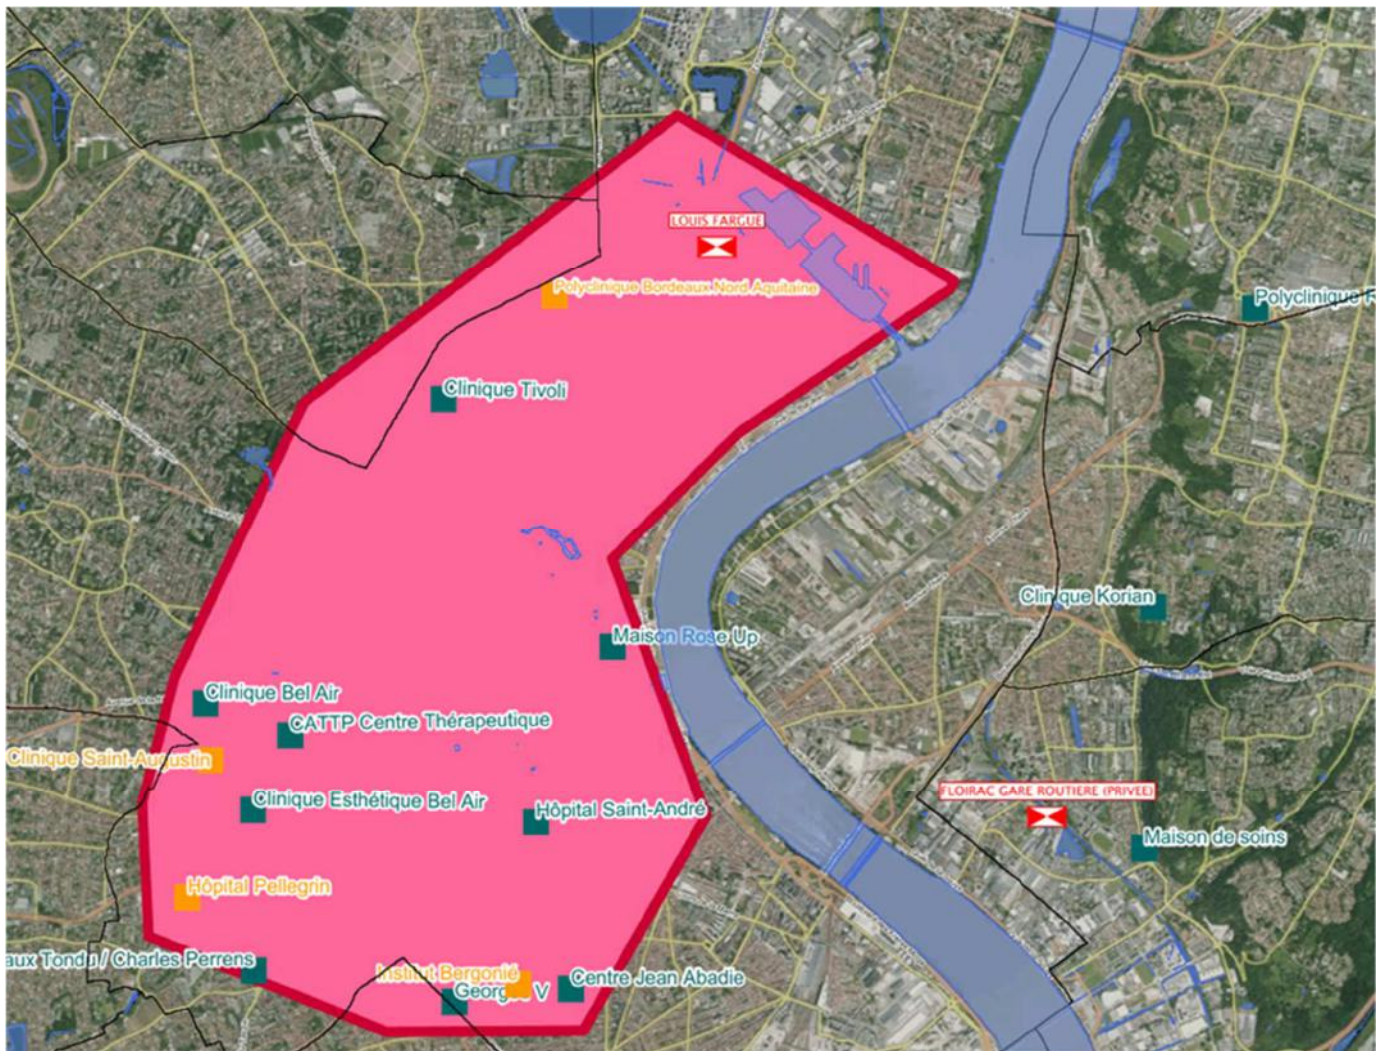 LOUIS FARGUE
Polyclinique Bordeaux Nord Aquitaine
Polyclinique R
Clinique Tivoli
Clinique Korian
Maison Rose Up
Clinique Bel Air
CATTP Centre Thérapeutique
Clinique Saint-Augustin
FLOIRAC GARE ROUTIERE (PRIVEE)
Clinique Esthétique Bel Air
Hôpital Saint-André
Maison de soins
Hôpital Pellegrin
aux Tondu / Charles Perrens
Institut Bergonié
Centre Jean Abadie
Georges V